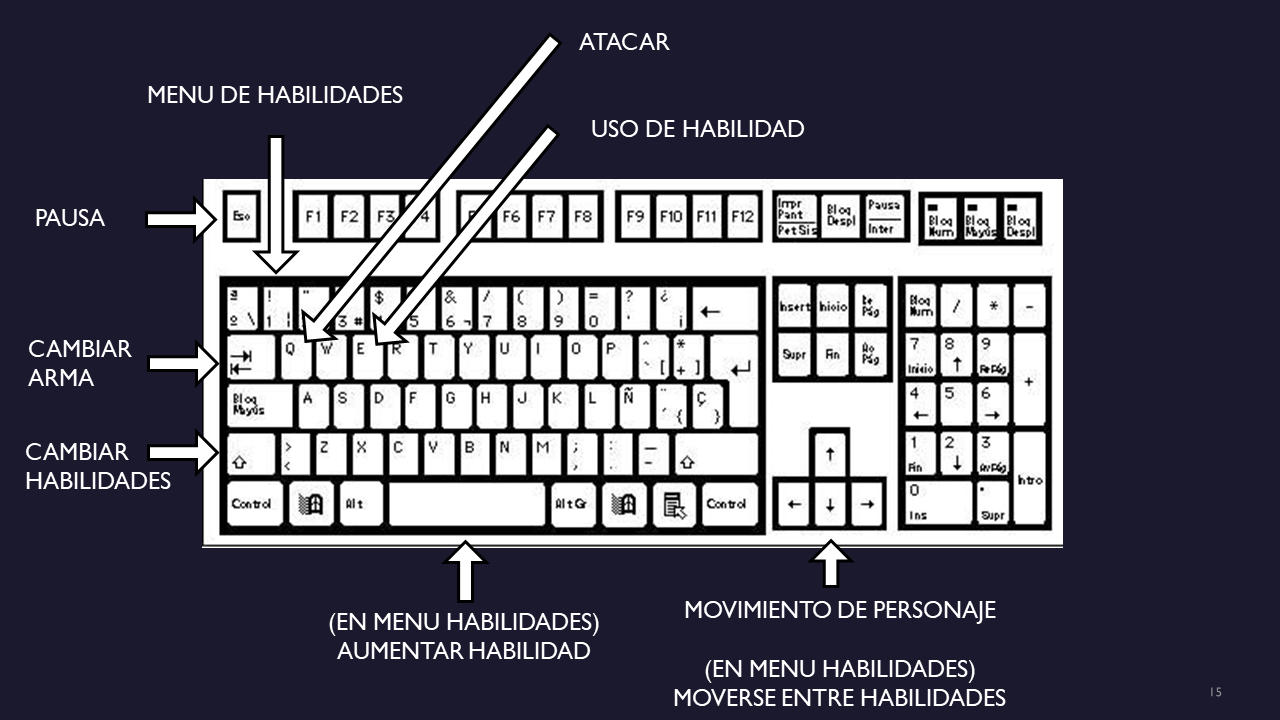 ATACAR
MENU DE HABILIDADES
USO DE HABILIDAD
PAUSA
Esc F1 F2 F3 4 F6 F7 F8 F9 F10 F11 F12
Impr Pant PetSis
Bloq Despl
Pausa Inter
Bloq Num
Bloq Mayús
Bloq Despl
ª ! " $ & / ( ) = ? ¿ ←
º \ 1 | 3 # 5 6 ¬ 7 8 9 0 ' ¡
Insert Inicio Re Pág
Bloq Num / * -
CAMBIAR
ARMA
Q W E R T Y U I O P ^ ` [ * + ]
Supr Fin Av Pág
7 Inicio 8 ↑ 9 RePág +
Bloq Mayús A S D F G H J K L Ñ ¨ ´ { Ç }
4 ← 5 6 →
CAMBIAR
HABILIDADES
> < Z X C V B N M ; , : . — -
↑
1 Fin 2 ↓ 3 AvPág Intro
Control Alt Alt Gr Control
← ↓ →
0 Ins . Supr
(EN MENU HABILIDADES)
AUMENTAR HABILIDAD
MOVIMIENTO DE PERSONAJE
(EN MENU HABILIDADES)
MOVERSE ENTRE HABILIDADES
15